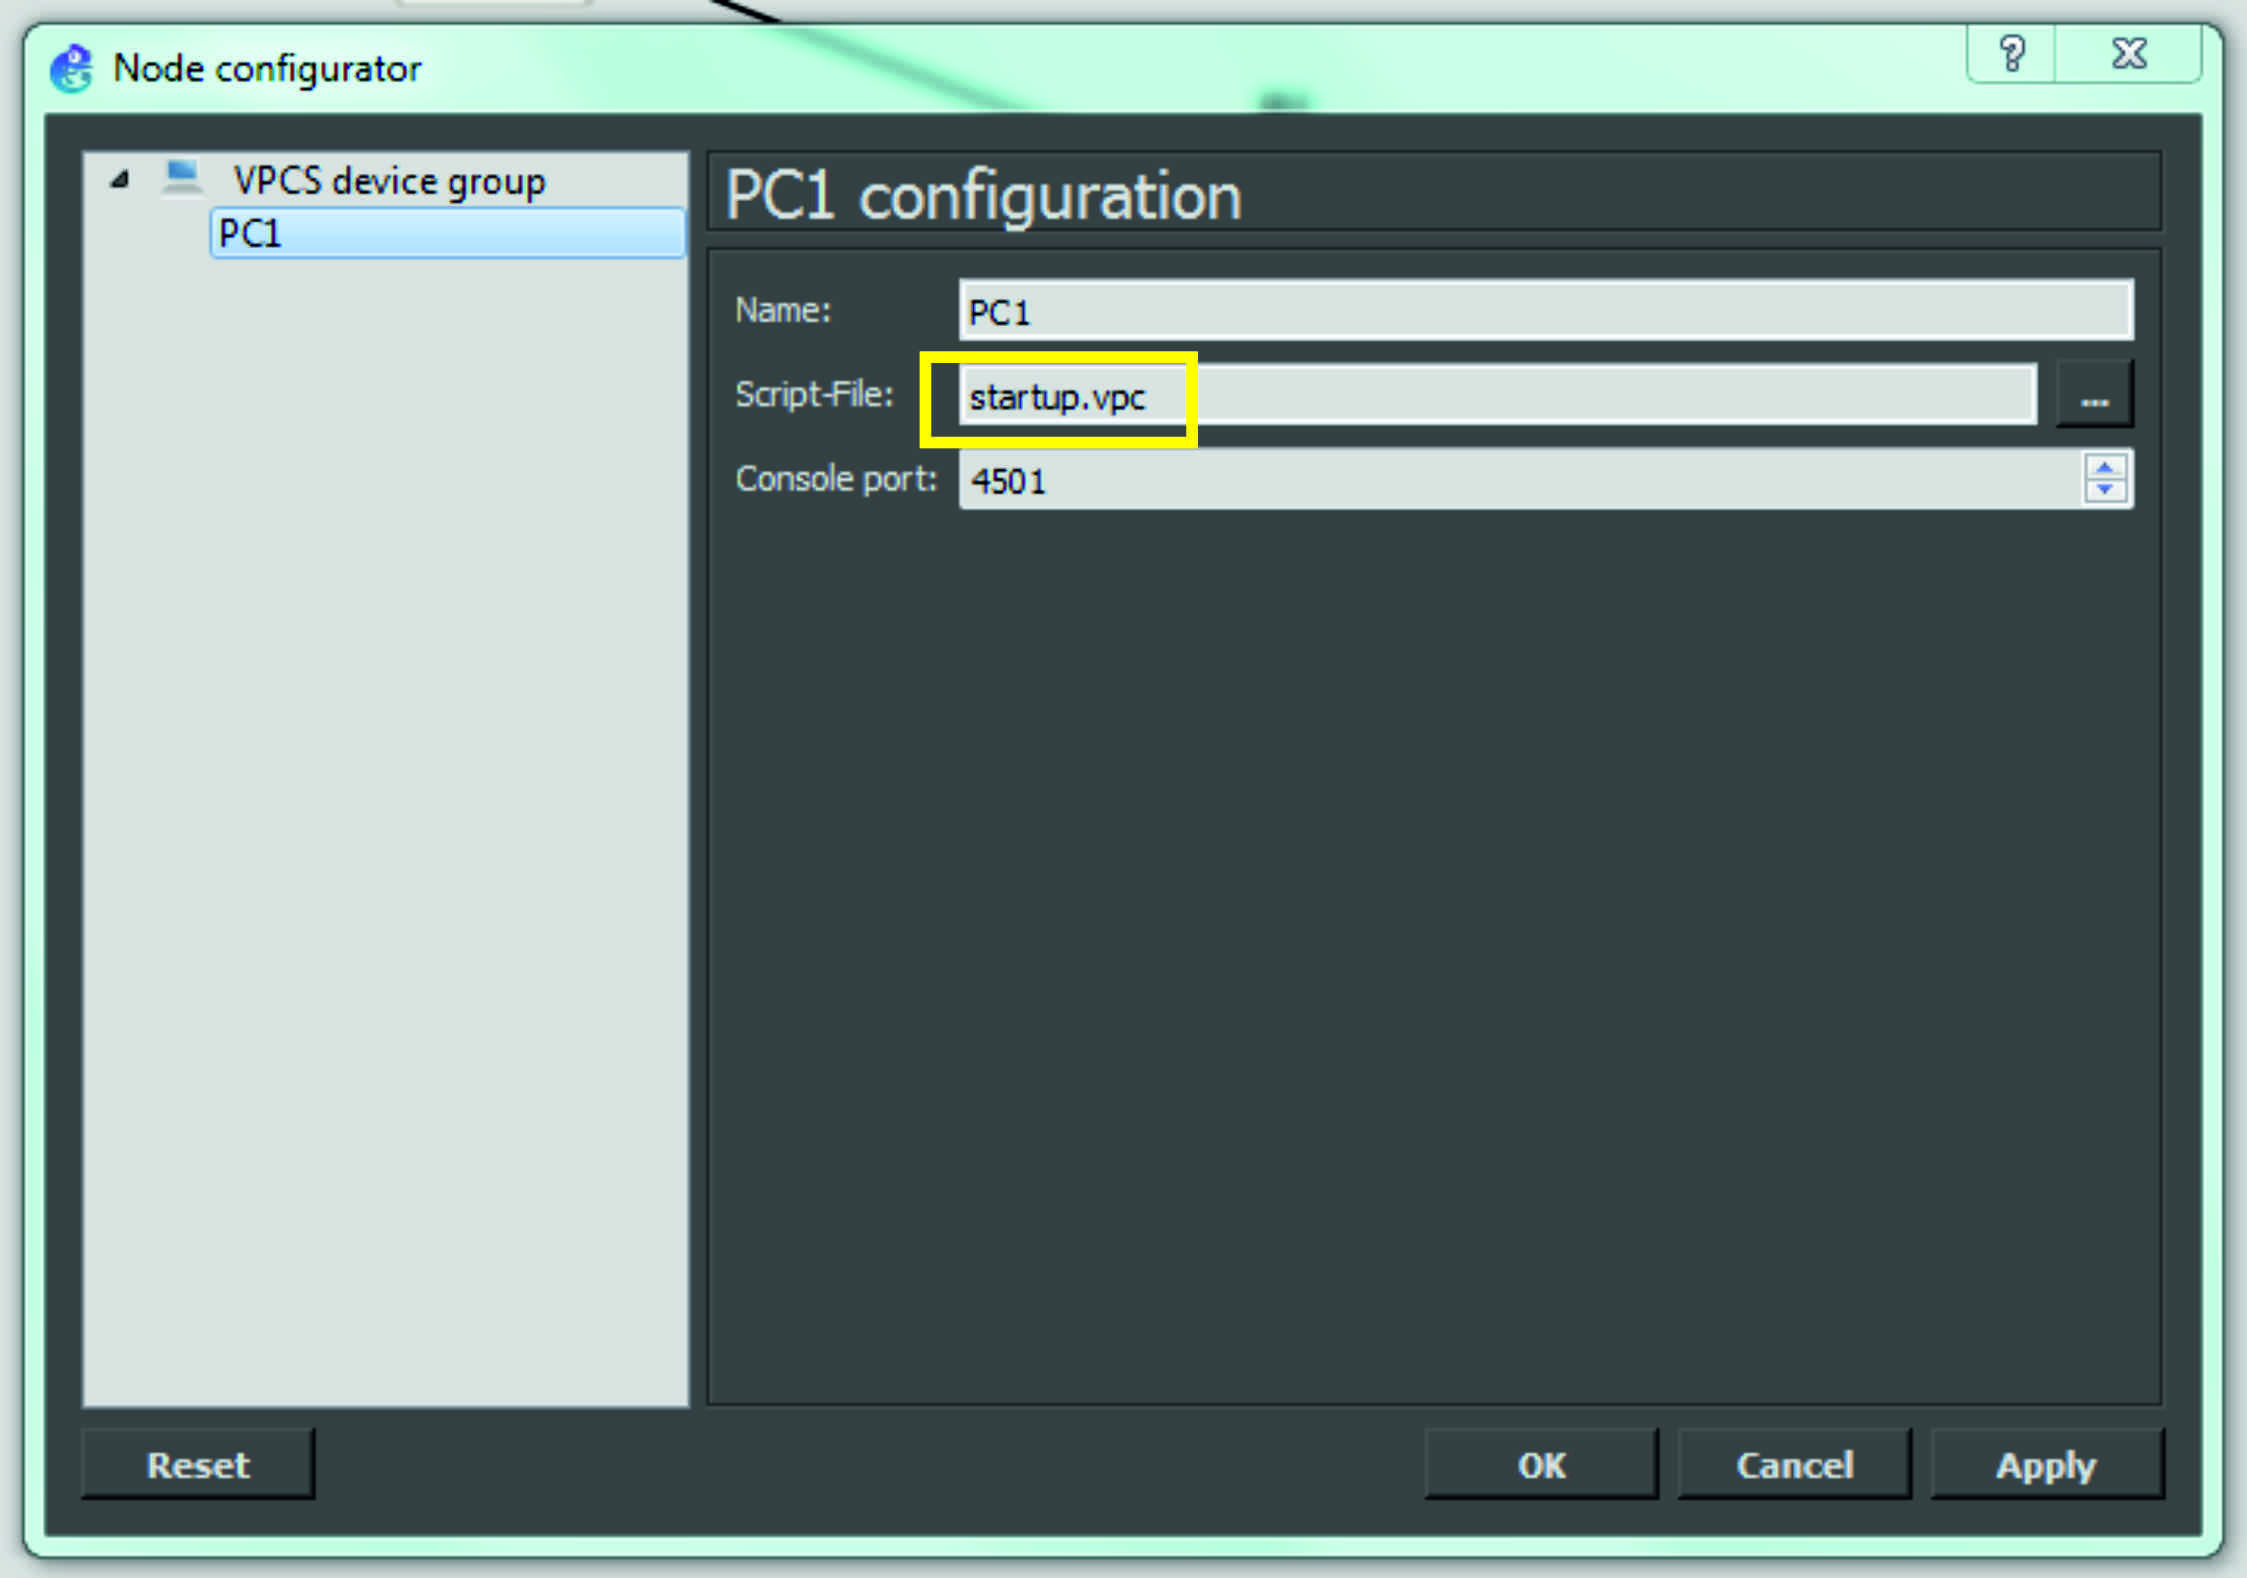 Node configurator
VPCS device group
PC1
PC1 configuration
Name:
PC1
Script-File:
startup.vpc
...
Console port:
4501
Reset
OK
Cancel
Apply